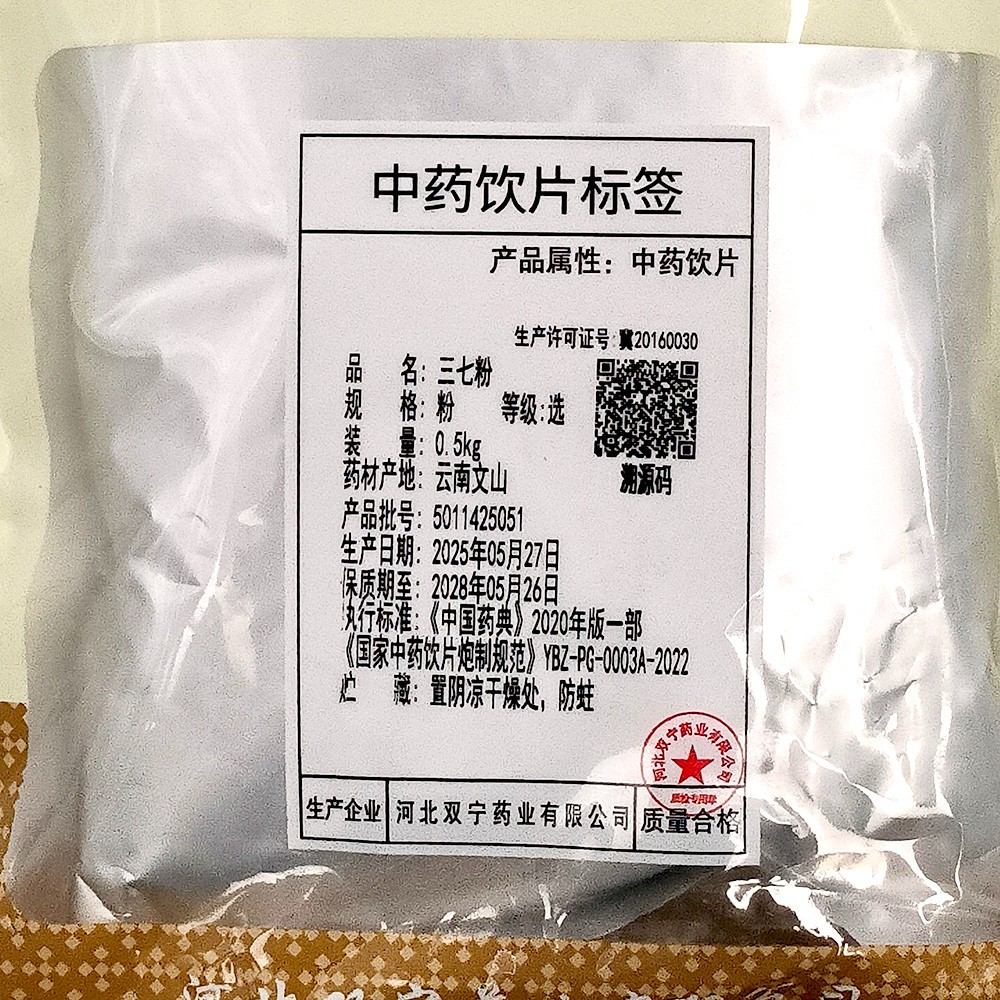 中药饮片标签
产品属性：中药饮片
生产许可证号：冀20160030
品 名：三七粉
规 格：粉 等级:选
装 量：0.5kg
溯源码
药材产地：云南文山
产品批号：5011425051
生产日期：2025年05月27日
保质期至：2028年05月26日
执行标准：《中国药典》2020年版一部
《国家中药饮片炮制规范》YBZ-PG-0003A-2022
贮 藏：置阴凉干燥处，防蛀
河北双宁药业有限公司
质检专用章
生产企业 河北双宁药业有限公司 质量合格